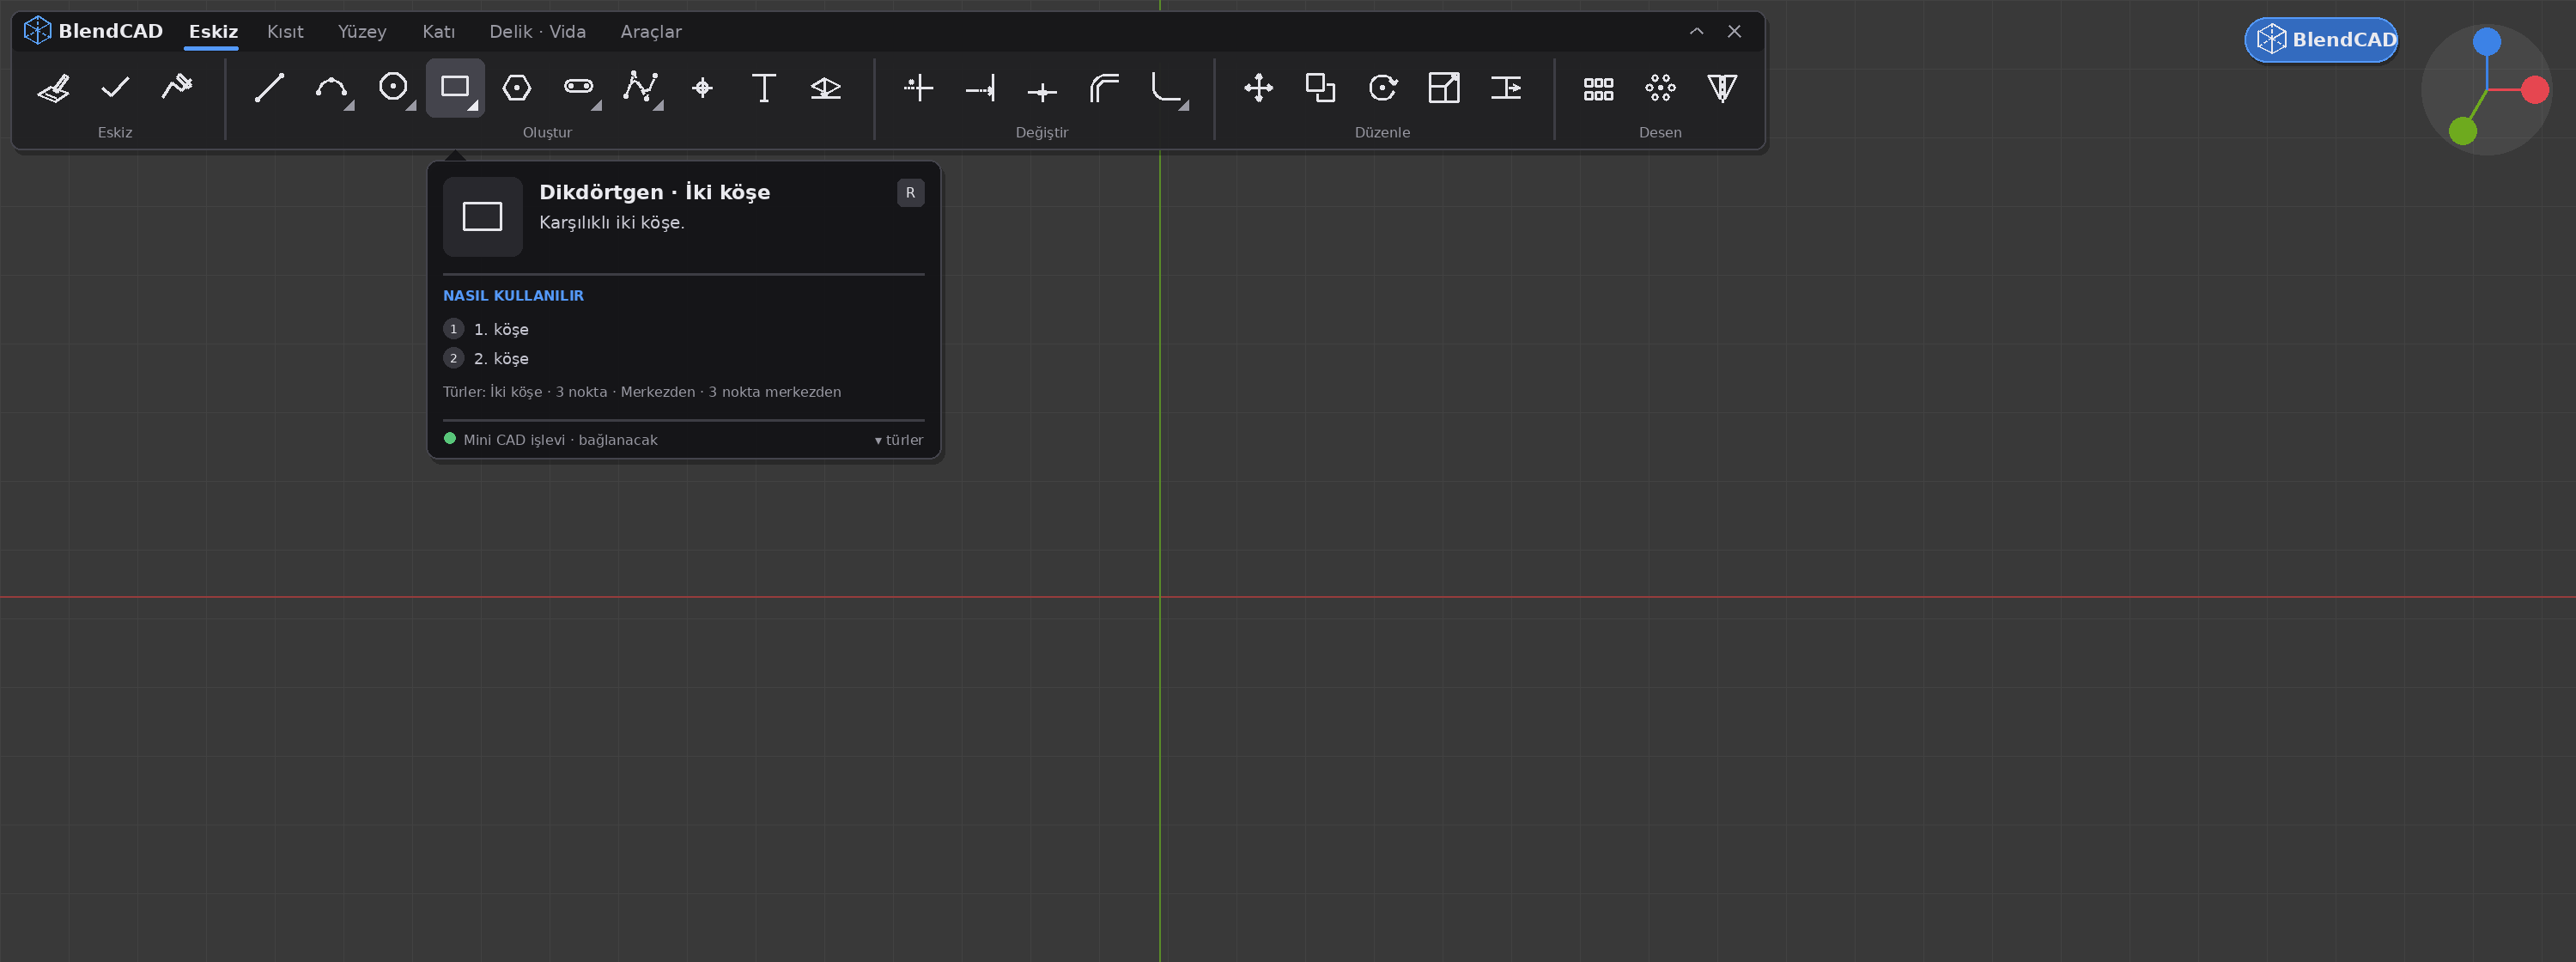 BlendCAD Eskiz Kısıt Yüzey Katı Delik · Vida Araçlar
BlendCAD
Eskiz Oluştur Değiştir Düzenle Desen
Dikdörtgen · İki köşe R
Karşılıklı iki köşe.
NASIL KULLANILIR
1 1. köşe
2 2. köşe
Türler: İki köşe · 3 nokta · Merkezden · 3 nokta merkezden
Mini CAD işlevi · bağlanacak ▾ türler